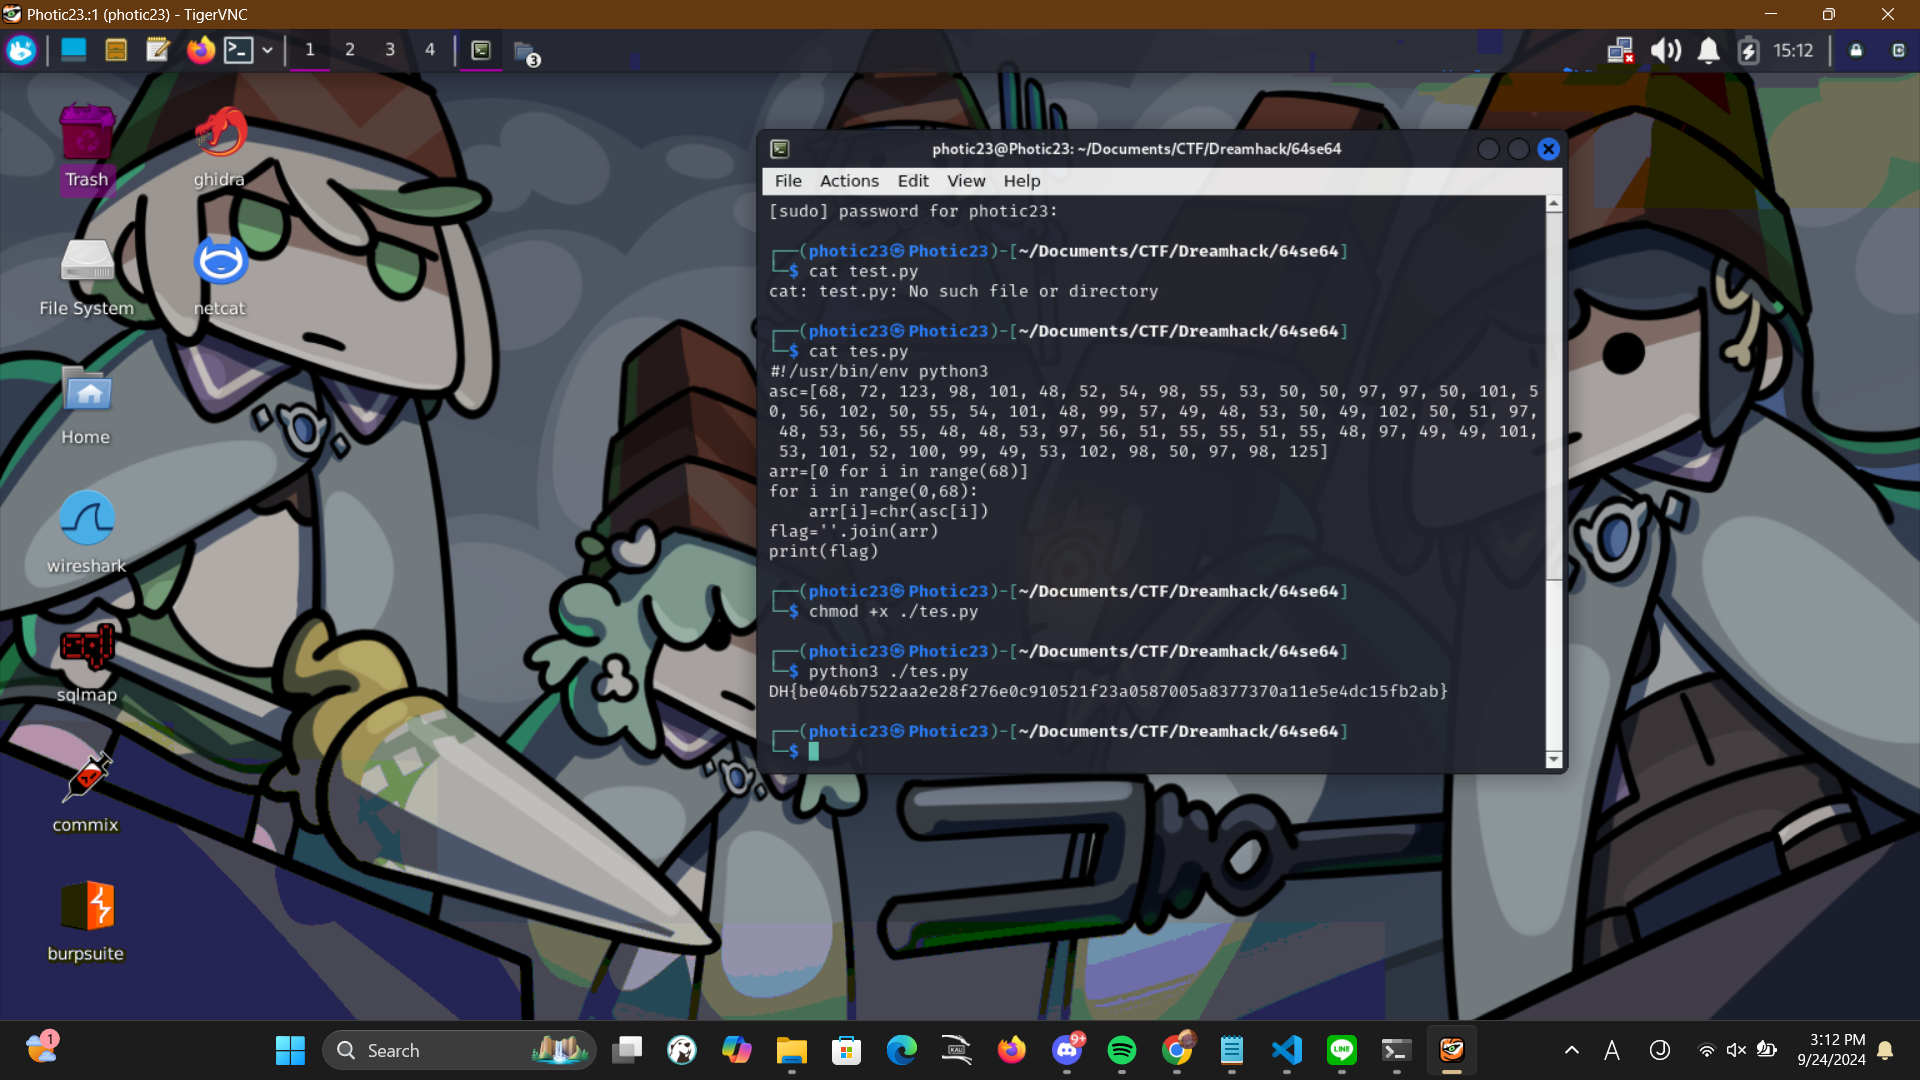 Photic23.:1 (photic23) - TigerVNC
1 2 3 4
3
15:12
Trash
ghidra
File System
netcat
Home
wireshark
sqlmap
commix
burpsuite
photic23@Photic23: ~/Documents/CTF/Dreamhack/64se64
File Actions Edit View Help
[sudo] password for photic23:
┌──(photic23㉿Photic23)-[~/Documents/CTF/Dreamhack/64se64]
└─$ cat test.py
cat: test.py: No such file or directory
┌──(photic23㉿Photic23)-[~/Documents/CTF/Dreamhack/64se64]
└─$ cat tes.py
#!/usr/bin/env python3
asc=[68, 72, 123, 98, 101, 48, 52, 54, 98, 55, 53, 50, 50, 97, 97, 50, 101, 5
0, 56, 102, 50, 55, 54, 101, 48, 99, 57, 49, 48, 53, 50, 49, 102, 50, 51, 97,
48, 53, 56, 55, 48, 48, 53, 97, 56, 51, 55, 55, 51, 55, 48, 97, 49, 49, 101,
53, 101, 52, 100, 99, 49, 53, 102, 98, 50, 97, 98, 125]
arr=[0 for i in range(68)]
for i in range(0,68):
    arr[i]=chr(asc[i])
flag=''.join(arr)
print(flag)
┌──(photic23㉿Photic23)-[~/Documents/CTF/Dreamhack/64se64]
└─$ chmod +x ./tes.py
┌──(photic23㉿Photic23)-[~/Documents/CTF/Dreamhack/64se64]
└─$ python3 ./tes.py
DH{be046b7522aa2e28f276e0c910521f23a0587005a8377370a11e5e4dc15fb2ab}
┌──(photic23㉿Photic23)-[~/Documents/CTF/Dreamhack/64se64]
└─$
1
Search
KALI
9+
LINE
A
3:12 PM
9/24/2024